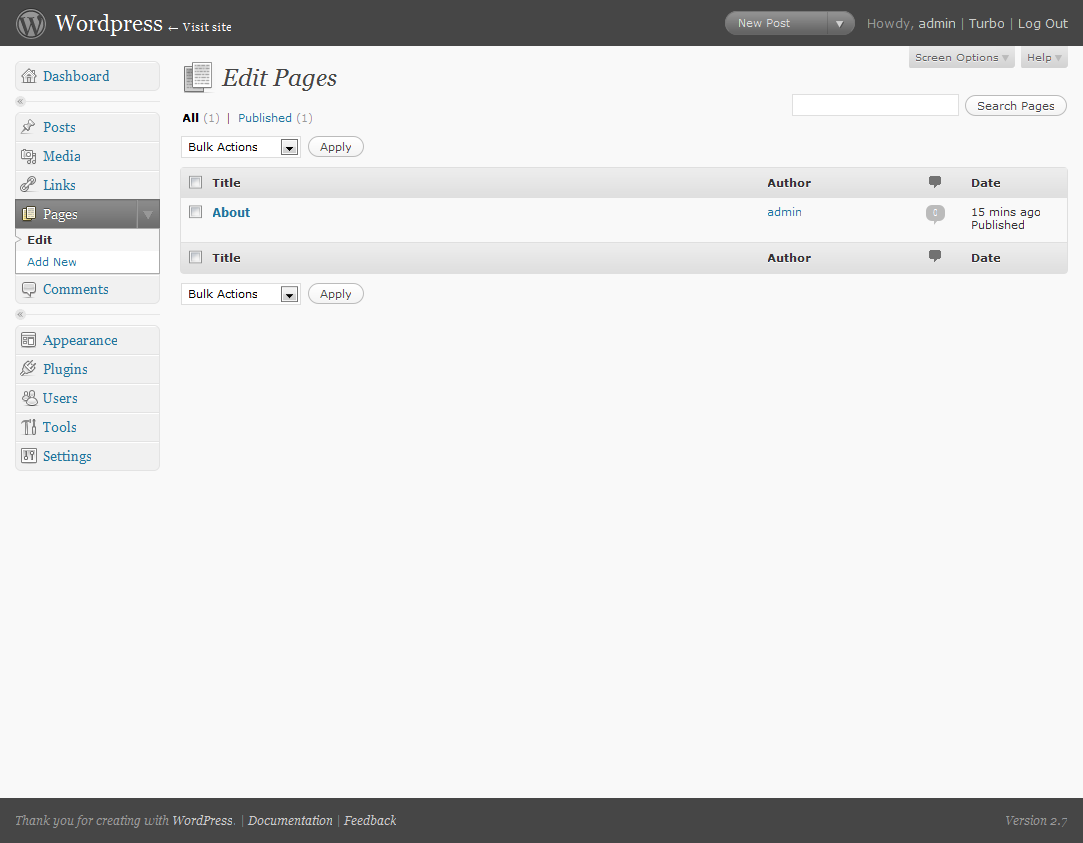 Wordpress ← Visit site
New Post ▼ Howdy, admin | Turbo | Log Out
Screen Options ▼ Help ▼
Dashboard
Posts
Media
Links
Pages
Edit
Add New
Comments
Appearance
Plugins
Users
Tools
Settings
Edit Pages
Search Pages
All (1) | Published (1)
Bulk Actions Apply
Title Author Date
About admin 0 15 mins ago
Published
Title Author Date
Bulk Actions Apply
Thank you for creating with WordPress. | Documentation | Feedback
Version 2.7